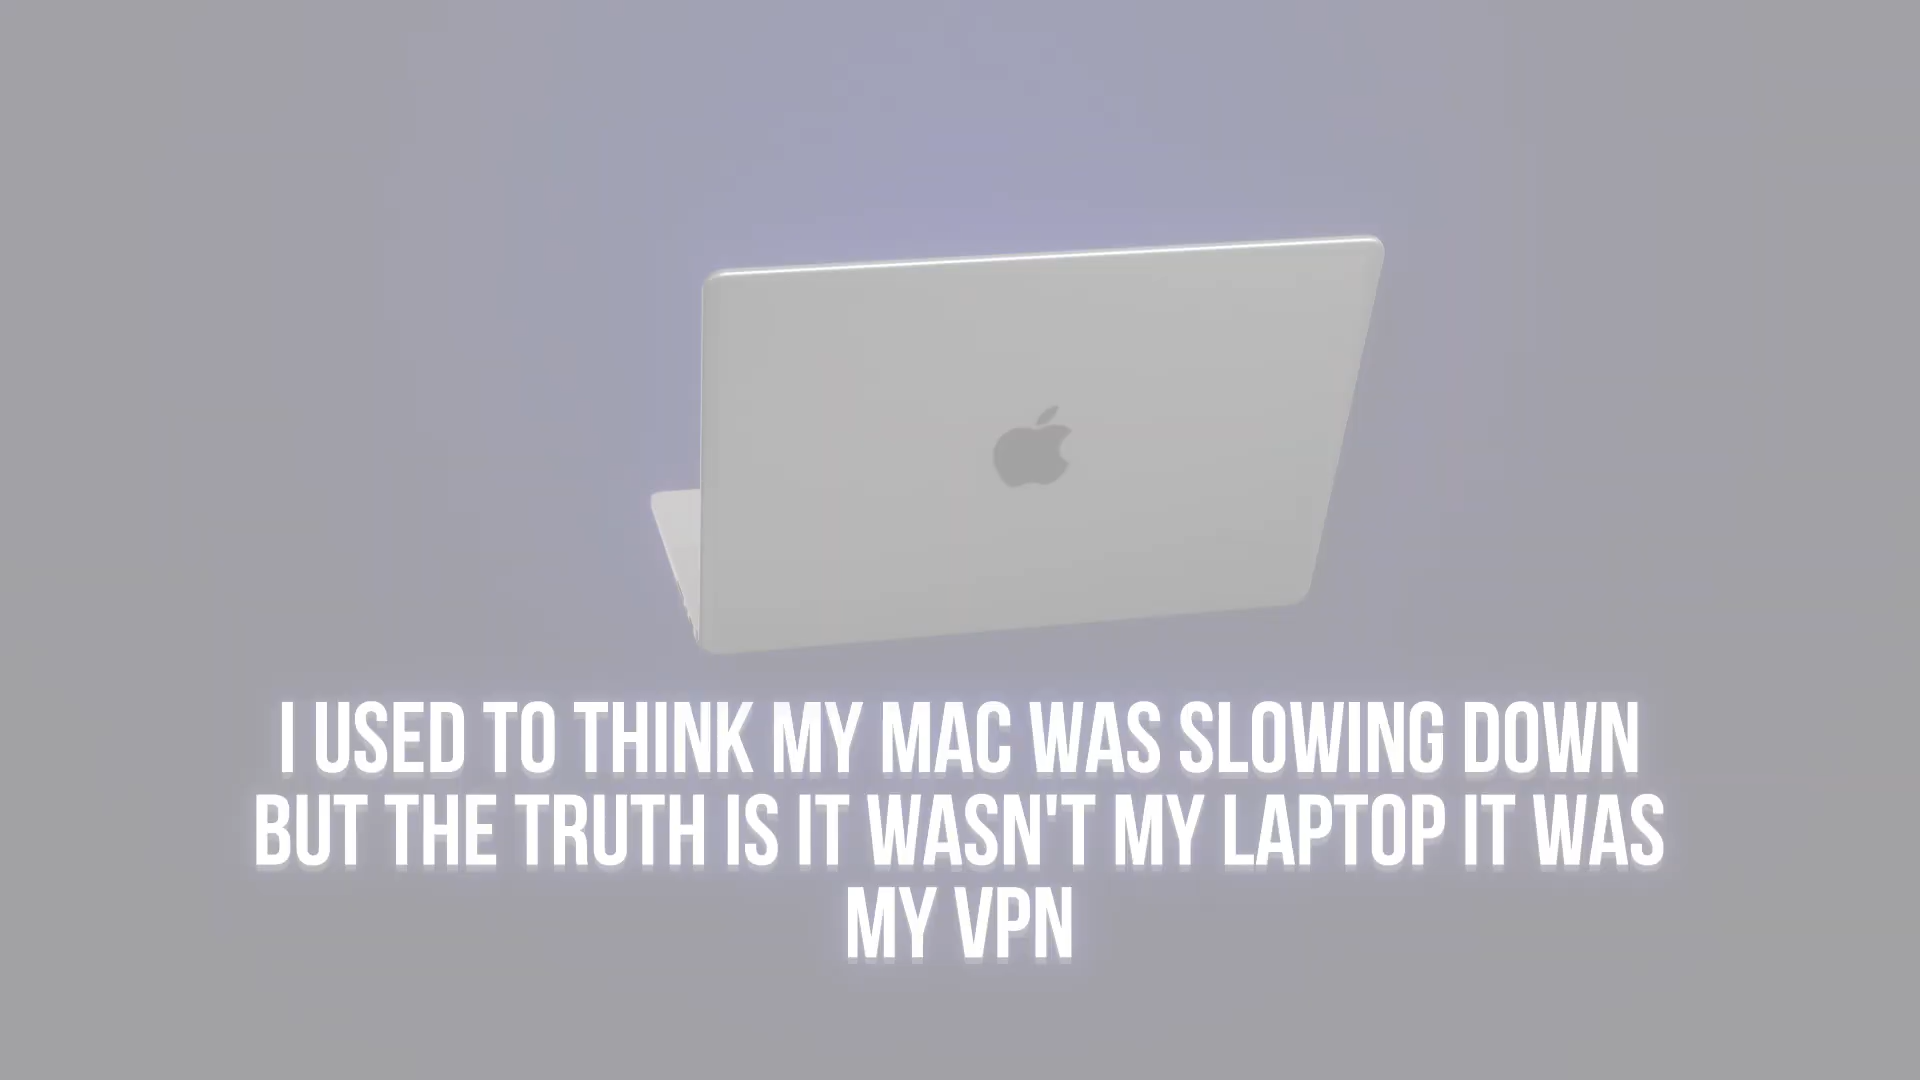 I USED TO THINK MY MAC WAS SLOWING DOWN
BUT THE TRUTH IS IT WASN'T MY LAPTOP IT WAS
MY VPN